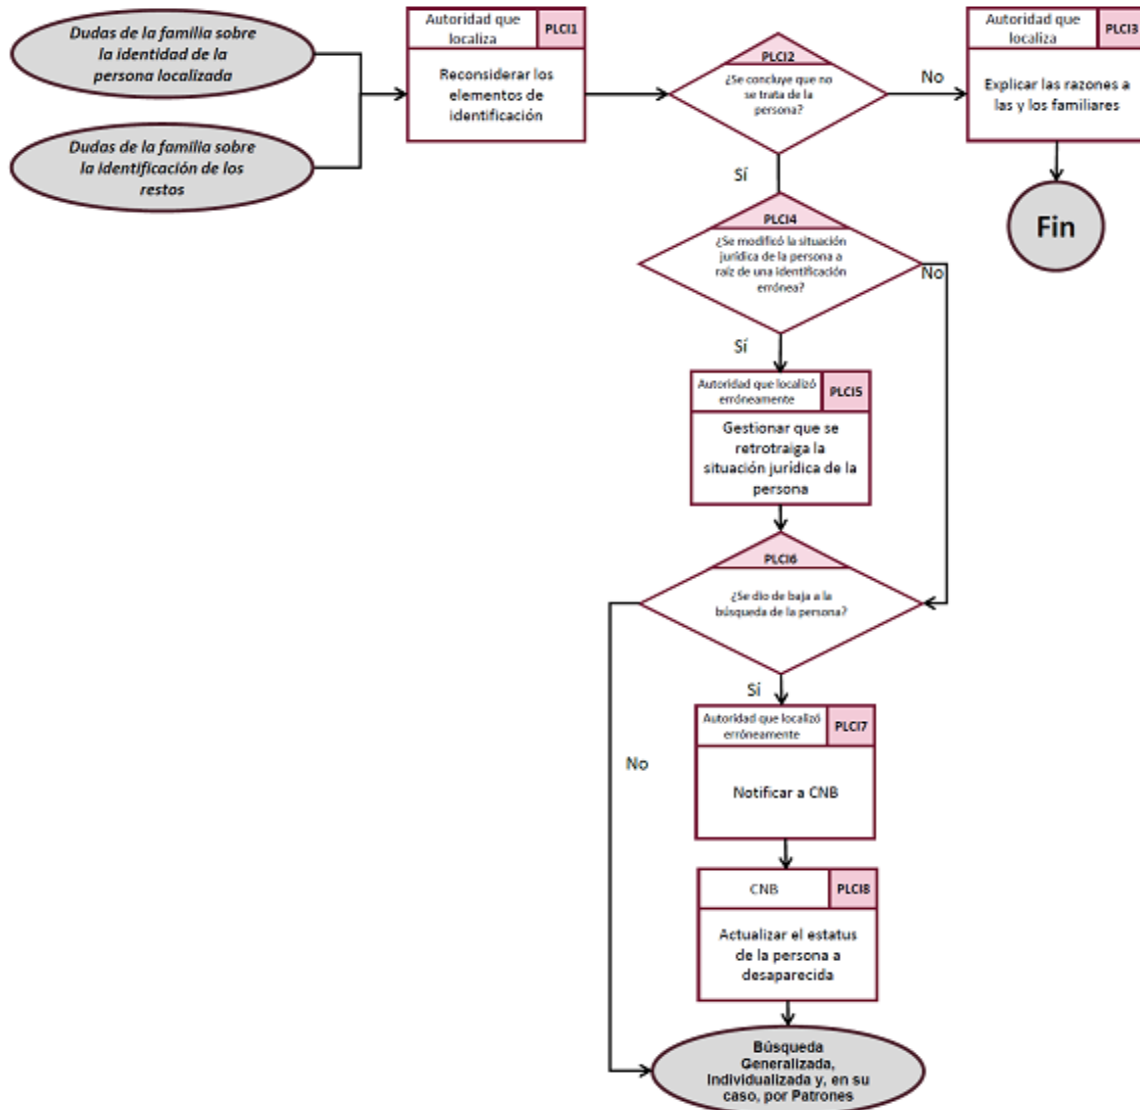 Dudas de la familia sobre
la identidad de la
persona localizada
Dudas de la familia sobre
la identificación de los
restos
Autoridad que
localiza
PLCI1
Reconsiderar los
elementos de
identificación
PLCI2
¿Se concluye que no
se trata de la
persona?
No
Autoridad que
localiza
PLCI3
Explicar las razones a
las y los familiares
Fin
Sí
PLCI4
¿Se modificó la situación
jurídica de la persona a
raíz de una identificación
errónea?
No
Sí
Autoridad que localizó
erróneamente
PLCI5
Gestionar que se
retrotraiga la
situación jurídica de la
persona
PLCI6
¿Se dio de baja a la
búsqueda de la persona?
Sí
No
Autoridad que localizó
erróneamente
PLCI7
Notificar a CNB
CNB
PLCI8
Actualizar el estatus
de la persona a
desaparecida
Búsqueda
Generalizada,
Individualizada y, en su
caso, por Patrones